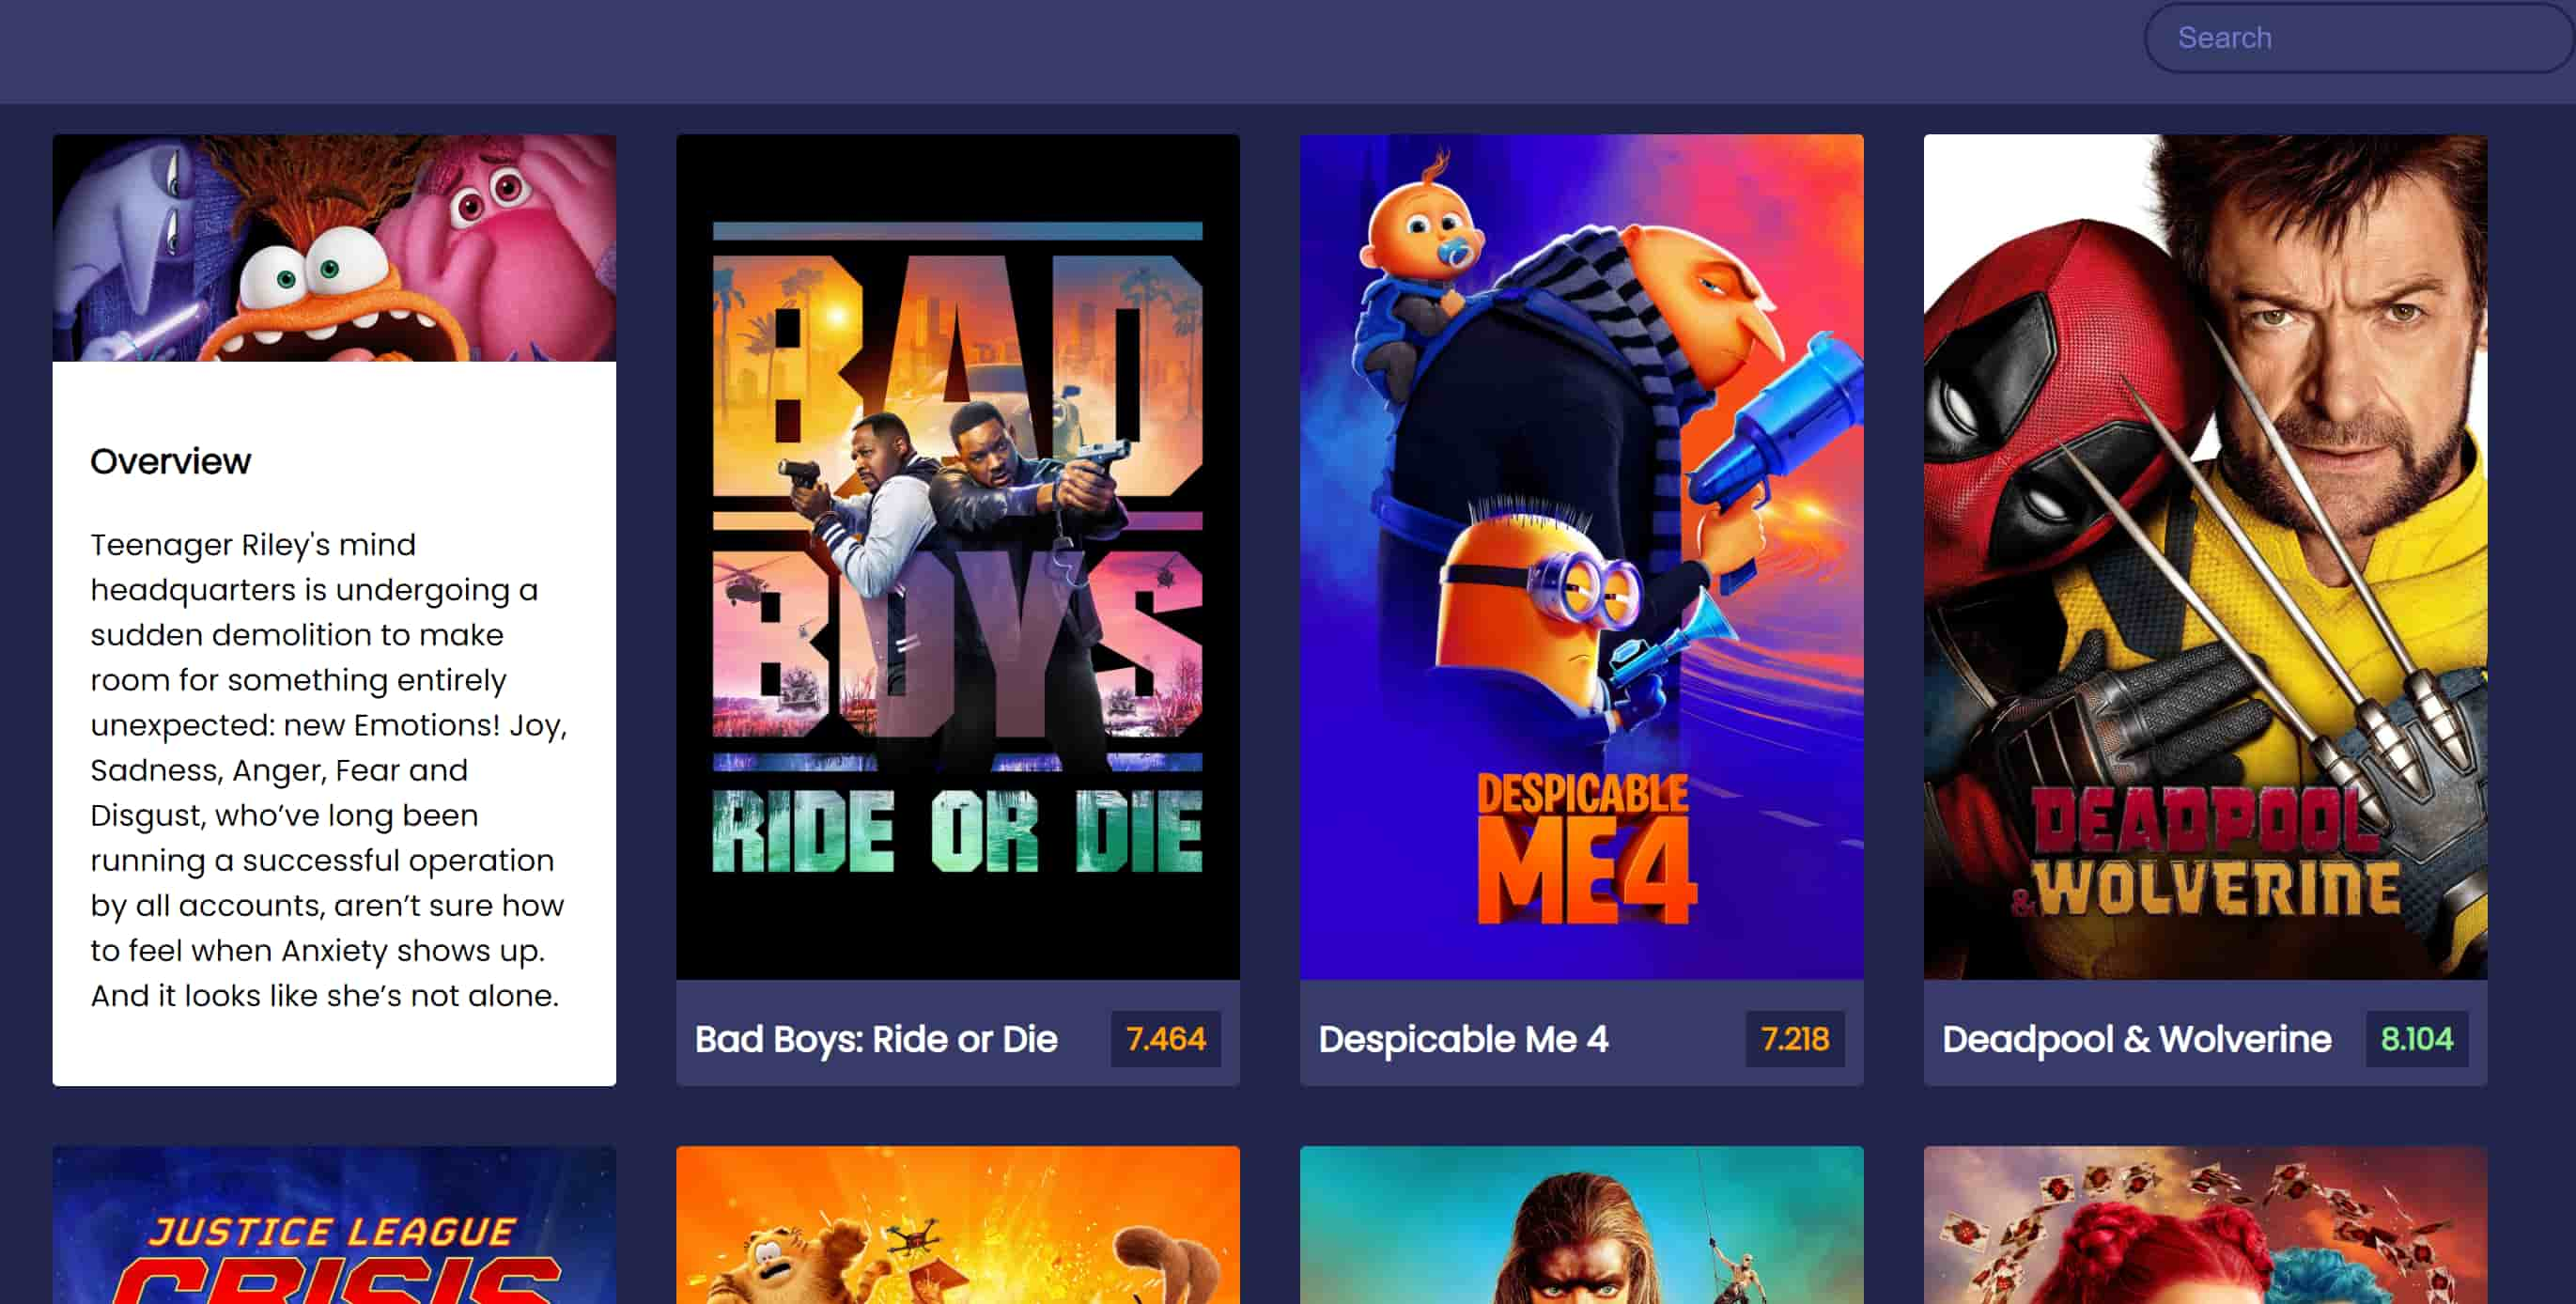 Search
Overview
Teenager Riley's mind
headquarters is undergoing a
sudden demolition to make
room for something entirely
unexpected: new Emotions! Joy,
Sadness, Anger, Fear and
Disgust, who’ve long been
running a successful operation
by all accounts, aren’t sure how
to feel when Anxiety shows up.
And it looks like she’s not alone.
BAD
BOYS
RIDE OR DIE
Bad Boys: Ride or Die 7.464
DESPICABLE
ME4
Despicable Me 4 7.218
DEADPOOL
&WOLVERINE
Deadpool & Wolverine 8.104
JUSTICE LEAGUE
CRISIS